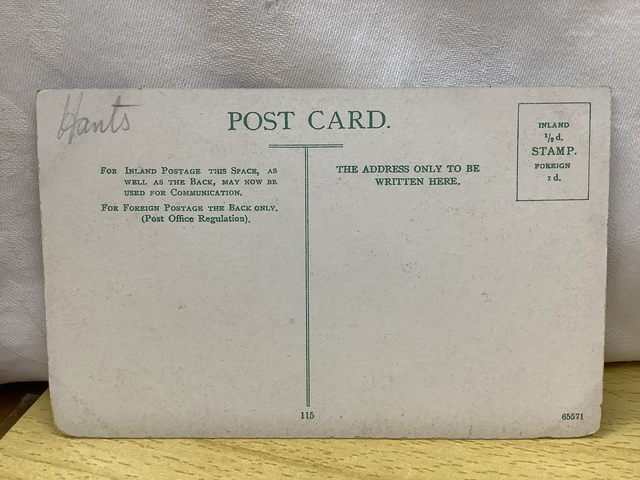 Hants
POST CARD.
FOR INLAND POSTAGE THIS SPACE, AS
WELL AS THE BACK, MAY NOW BE
USED FOR COMMUNICATION.
FOR FOREIGN POSTAGE THE BACK ONLY.
(Post Office Regulation).
THE ADDRESS ONLY TO BE
WRITTEN HERE.
INLAND
½d.
STAMP.
FOREIGN
1d.
115
65571